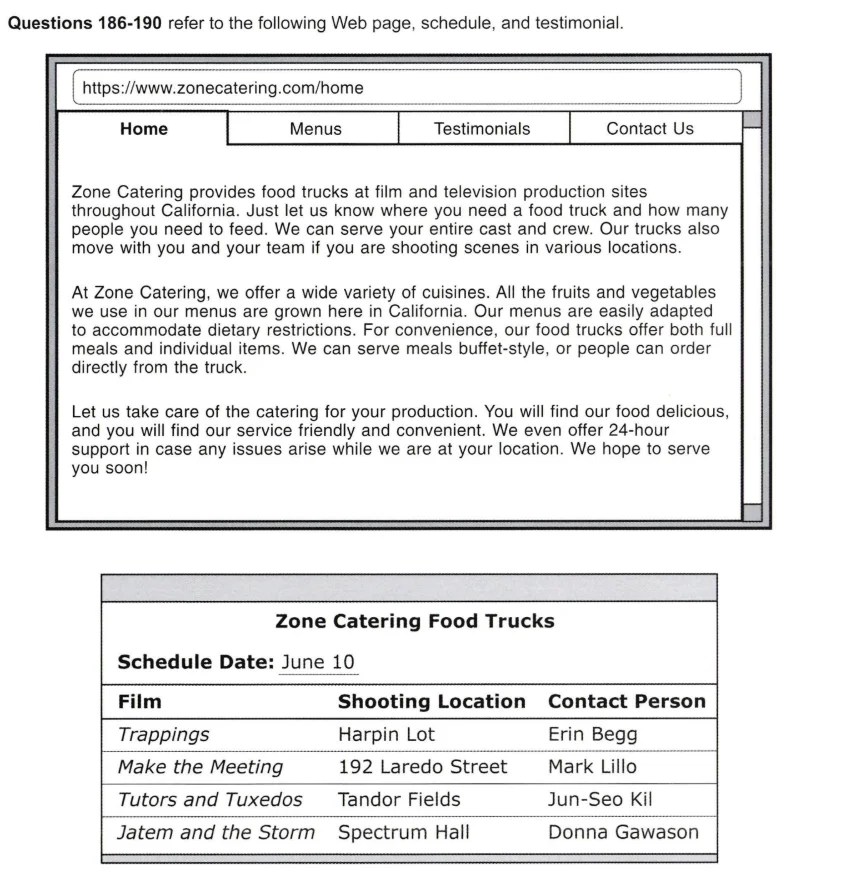 Questions 186-190 refer to the following Web page, schedule, and testimonial.
https://www.zonecatering.com/home
Home Menus Testimonials Contact Us
Zone Catering provides food trucks at film and television production sites
throughout California. Just let us know where you need a food truck and how many
people you need to feed. We can serve your entire cast and crew. Our trucks also
move with you and your team if you are shooting scenes in various locations.
At Zone Catering, we offer a wide variety of cuisines. All the fruits and vegetables
we use in our menus are grown here in California. Our menus are easily adapted
to accommodate dietary restrictions. For convenience, our food trucks offer both full
meals and individual items. We can serve meals buffet-style, or people can order
directly from the truck.
Let us take care of the catering for your production. You will find our food delicious,
and you will find our service friendly and convenient. We even offer 24-hour
support in case any issues arise while we are at your location. We hope to serve
you soon!
Zone Catering Food Trucks
Schedule Date: June 10
Film Shooting Location Contact Person
Trappings Harpin Lot Erin Begg
Make the Meeting 192 Laredo Street Mark Lillo
Tutors and Tuxedos Tandor Fields Jun-Seo Kil
Jatem and the Storm Spectrum Hall Donna Gawason